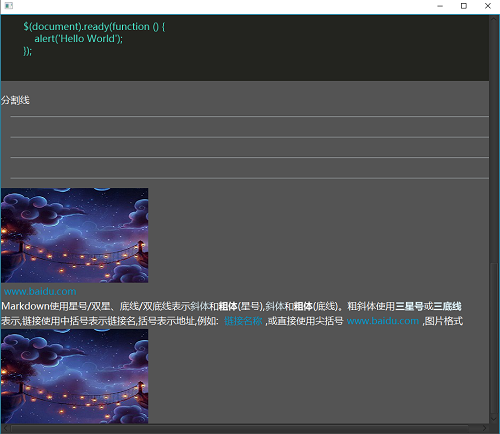 $(document).ready(function () {
alert('Hello World');
});
分割线
www.baidu.com
Markdown使用星号/双星、底线/双底线表示斜体和粗体(星号),斜体和粗体(底线)。粗斜体使用三星号或三底线
表示,链接使用中括号表示链接名,括号表示地址,例如: 链接名称 ,或直接使用尖括号 www.baidu.com ,图片格式